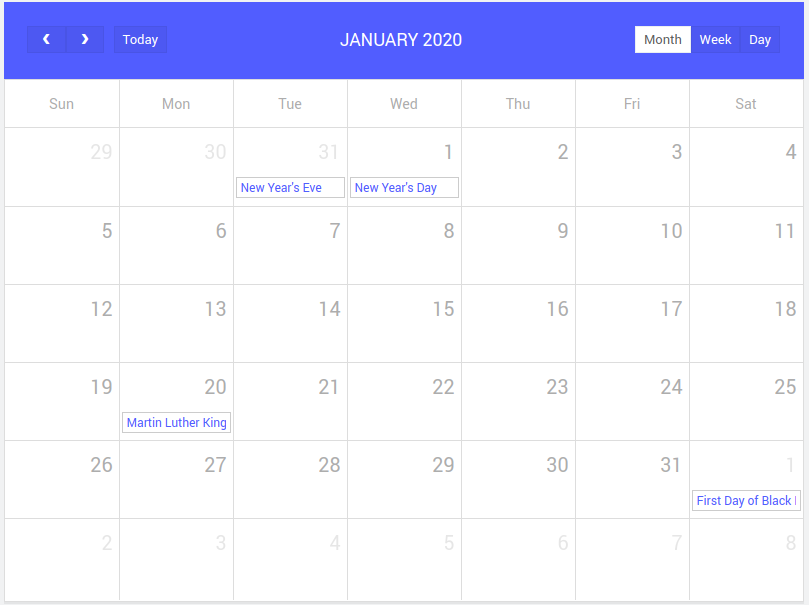 Today JANUARY 2020 Month Week Day
Sun Mon Tue Wed Thu Fri Sat
29 30 31 1 2 3 4
New Year's Eve New Year's Day
5 6 7 8 9 10 11
12 13 14 15 16 17 18
19 20 21 22 23 24 25
Martin Luther King
26 27 28 29 30 31 1
First Day of Black
2 3 4 5 6 7 8